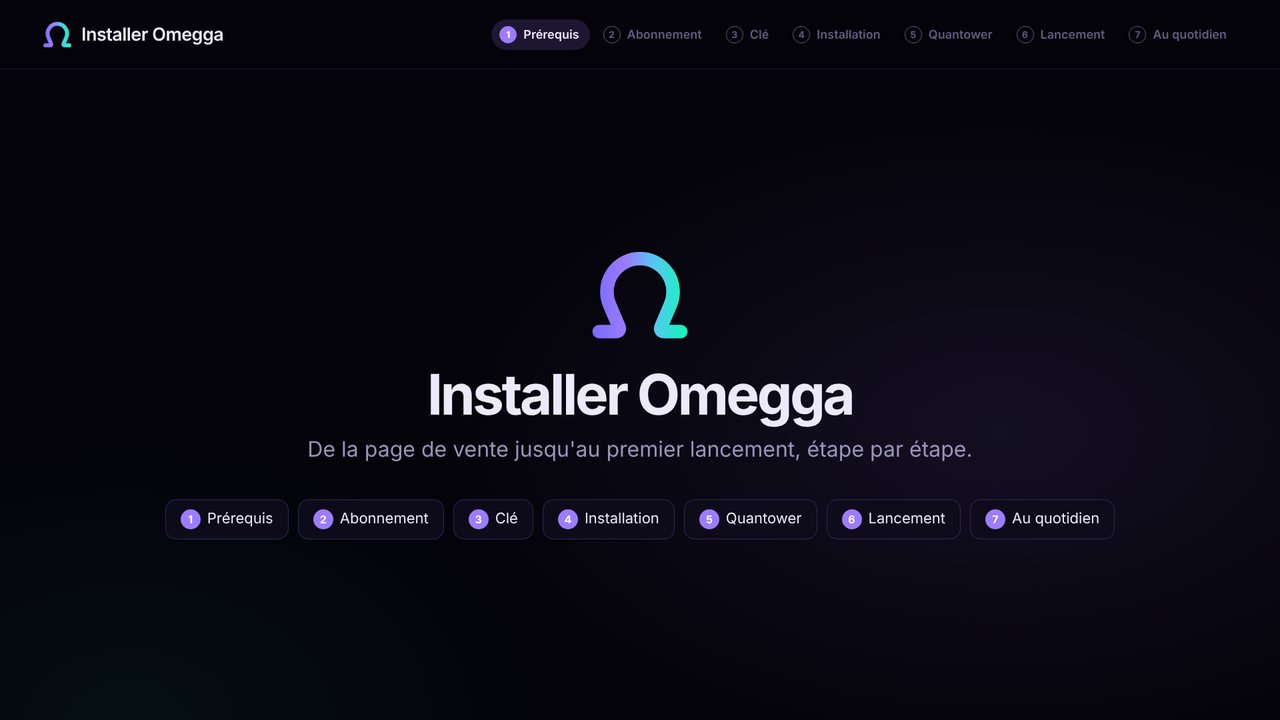 Installer Omegga
1 Prérequis 2 Abonnement 3 Clé 4 Installation 5 Quantower 6 Lancement 7 Au quotidien
Installer Omegga
De la page de vente jusqu'au premier lancement, étape par étape.
1 Prérequis 2 Abonnement 3 Clé 4 Installation 5 Quantower 6 Lancement 7 Au quotidien